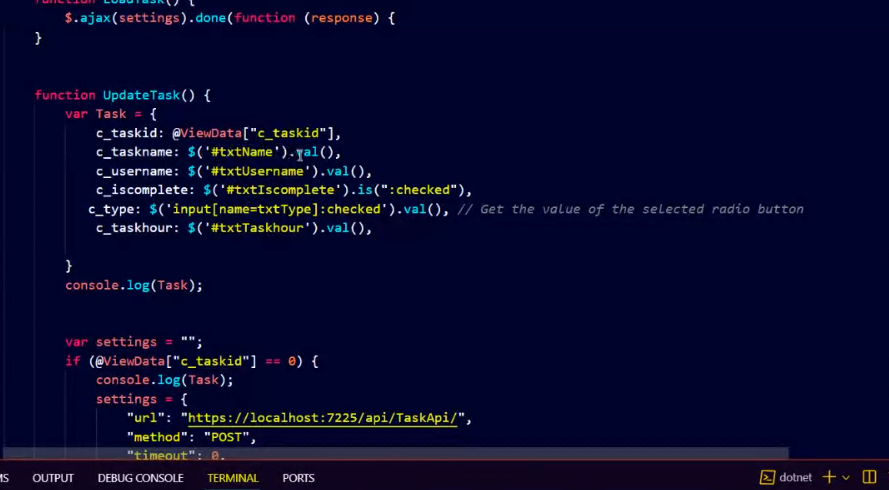 function LoadTask() {
$.ajax(settings).done(function (response) {
}
function UpdateTask() {
var Task = {
c_taskid: @ViewData["c_taskid"],
c_taskname: $('#txtName').val(),
c_username: $('#txtUsername').val(),
c_iscomplete: $('#txtIscomplete').is(":checked"),
c_type: $('input[name=txtType]:checked').val(), // Get the value of the selected radio button
c_taskhour: $('#txtTaskhour').val(),
}
console.log(Task);
var settings = "";
if (@ViewData["c_taskid"] == 0) {
console.log(Task);
settings = {
"url": "https://localhost:7225/api/TaskApi/",
"method": "POST",
"timeout": 0,
MS OUTPUT DEBUG CONSOLE TERMINAL PORTS dotnet